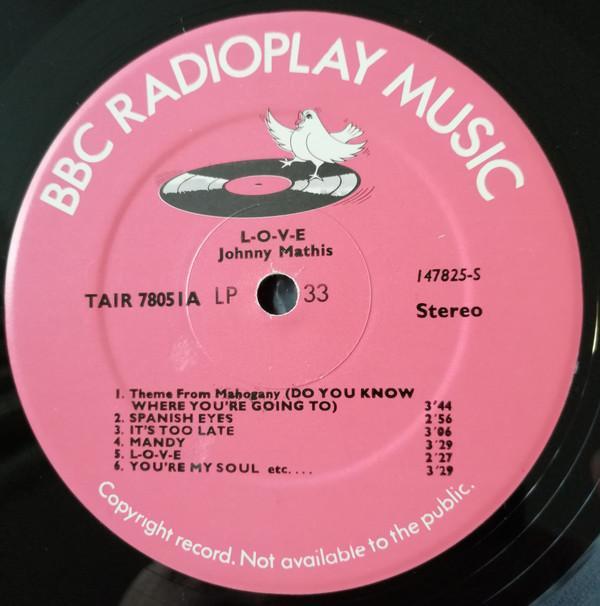 BBC RADIOPLAY MUSIC
L-O-V-E
Johnny Mathis
147825-S
TAIR 78051A LP 33
Stereo
1. Theme From Mahogany (DO YOU KNOW
WHERE YOU'RE GOING TO) 3'44
2. SPANISH EYES 2'56
3. IT'S TOO LATE 3'06
4. MANDY 3'29
5. L-O-V-E 2'27
6. YOU'RE MY SOUL etc.... 3'29
Copyright record. Not available to the public.